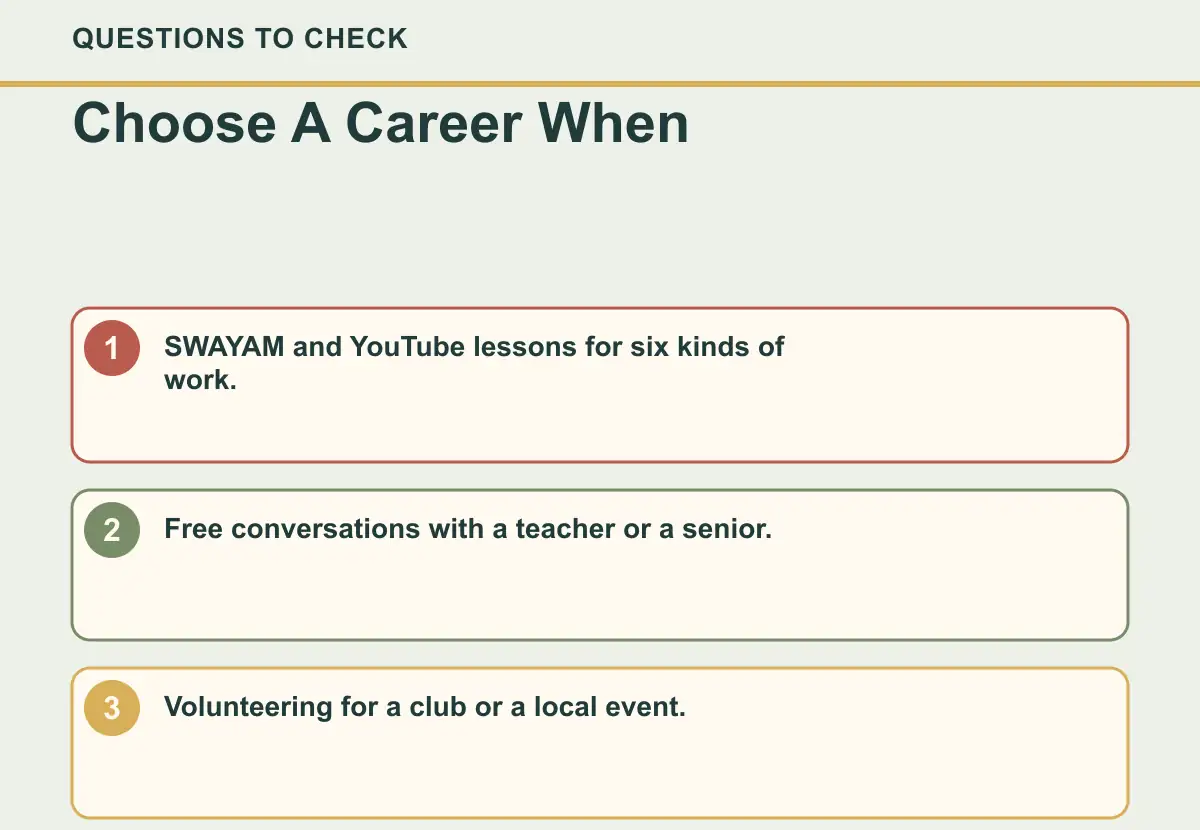 QUESTIONS TO CHECK
Choose A Career When
1
SWAYAM and YouTube lessons for six kinds of
work.
2
Free conversations with a teacher or a senior.
3
Volunteering for a club or a local event.